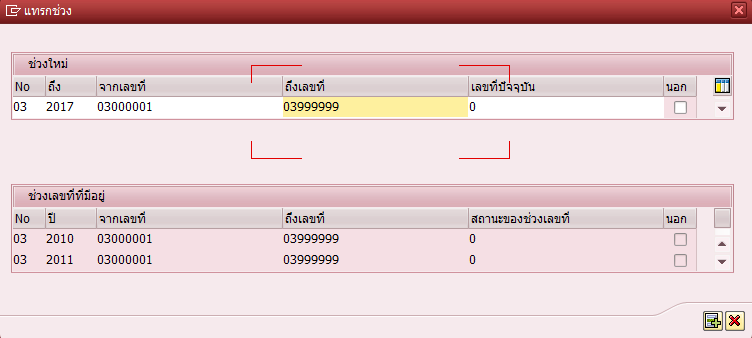 แทรกช่วง
ช่วงใหม่
No ถึง จากเลขที่ ถึงเลขที่ เลขที่ปัจจุบัน นอก
03 2017 03000001 03999999 0
ช่วงเลขที่ที่มีอยู่
No ปี จากเลขที่ ถึงเลขที่ สถานะของช่วงเลขที่ นอก
03 2010 03000001 03999999 0
03 2011 03000001 03999999 0